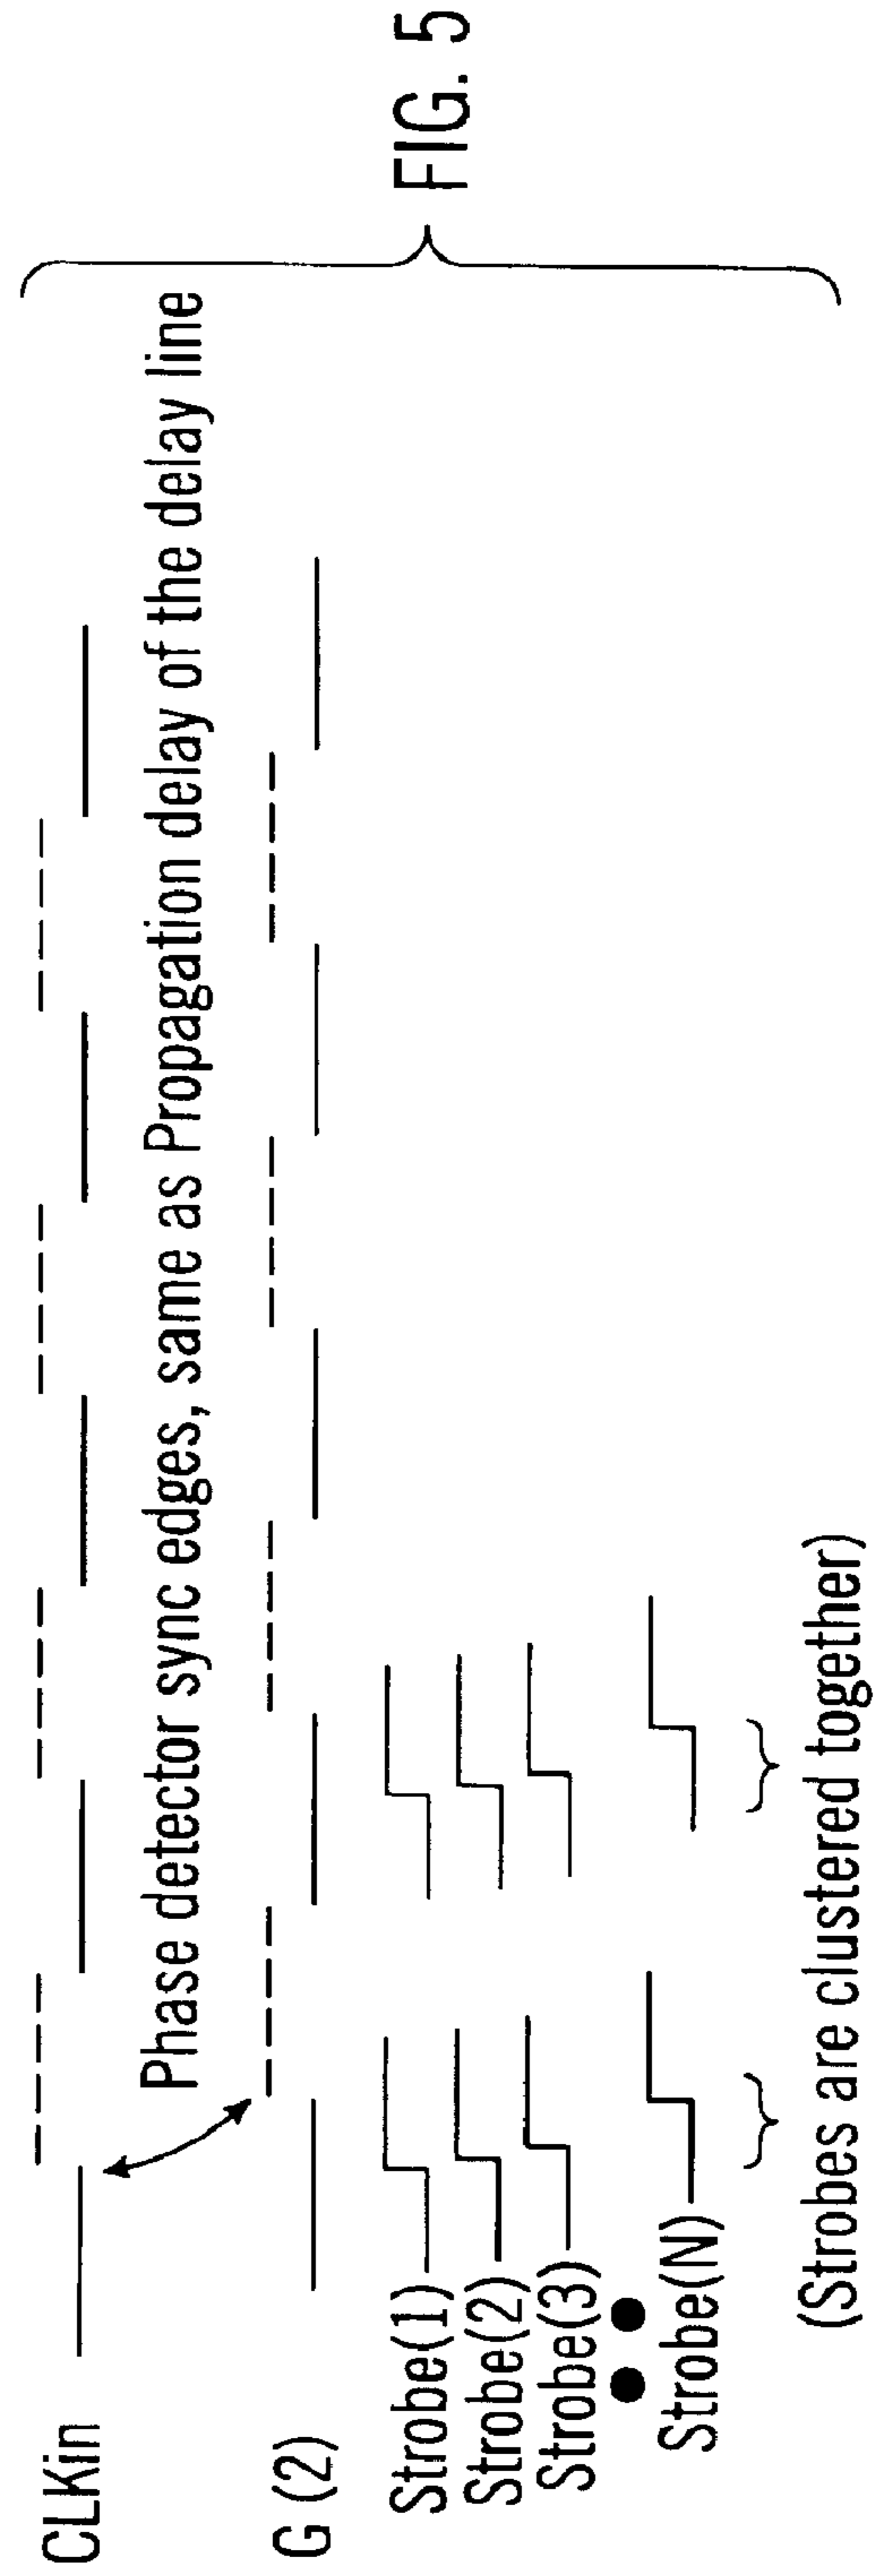 CLKin
Phase detector sync edges, same as Propagation delay of the delay line
G (2)
Strobe(1)
Strobe(2)
Strobe(3)
Strobe(N)
(Strobes are clustered together)
FIG. 5